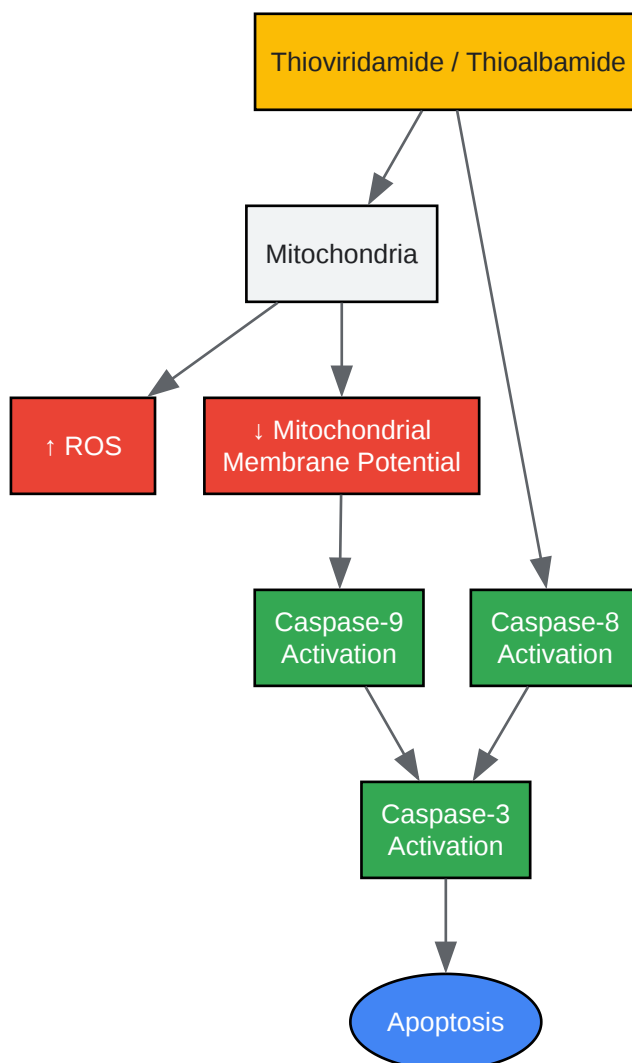 Thioviridamide / Thioalbamide
Mitochondria
↑ ROS
↓ Mitochondrial
Membrane Potential
Caspase-9
Activation
Caspase-8
Activation
Caspase-3
Activation
Apoptosis